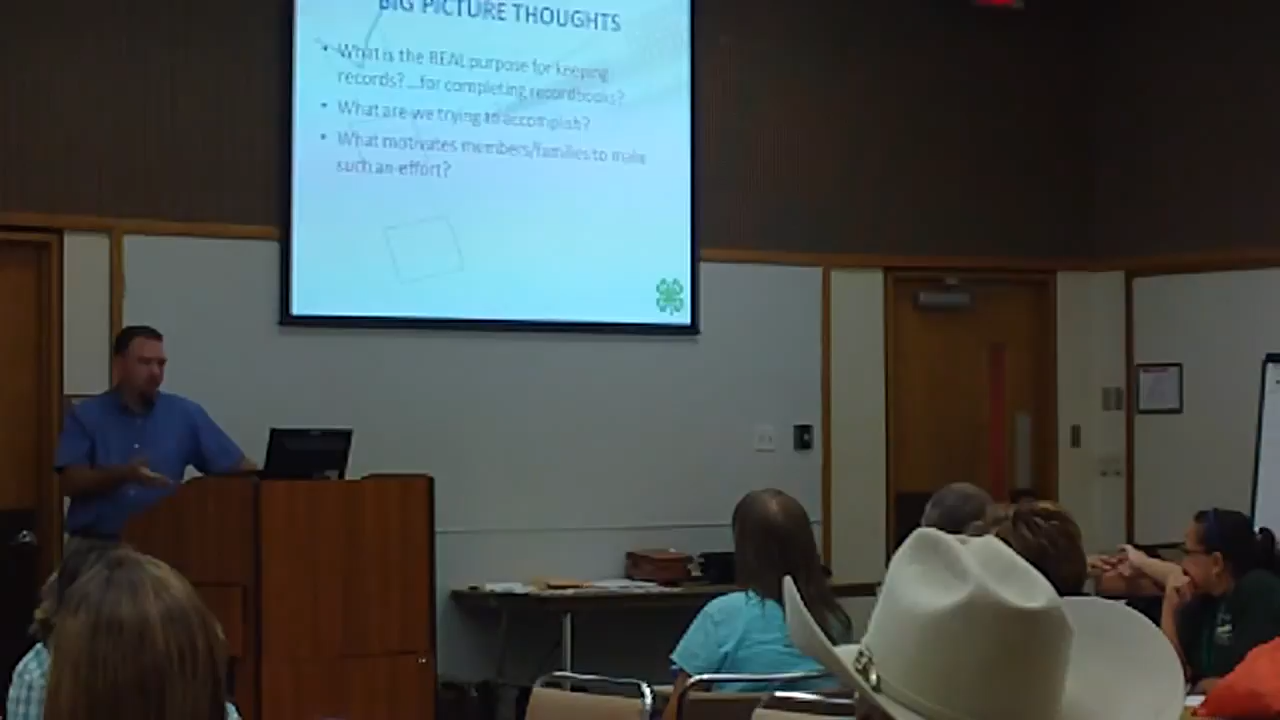 BIG PICTURE THOUGHTS
• What is the REAL purpose for keeping
records?...for completing recordbooks?
• What are we trying to accomplish?
• What motivates members/families to make
such an effort?